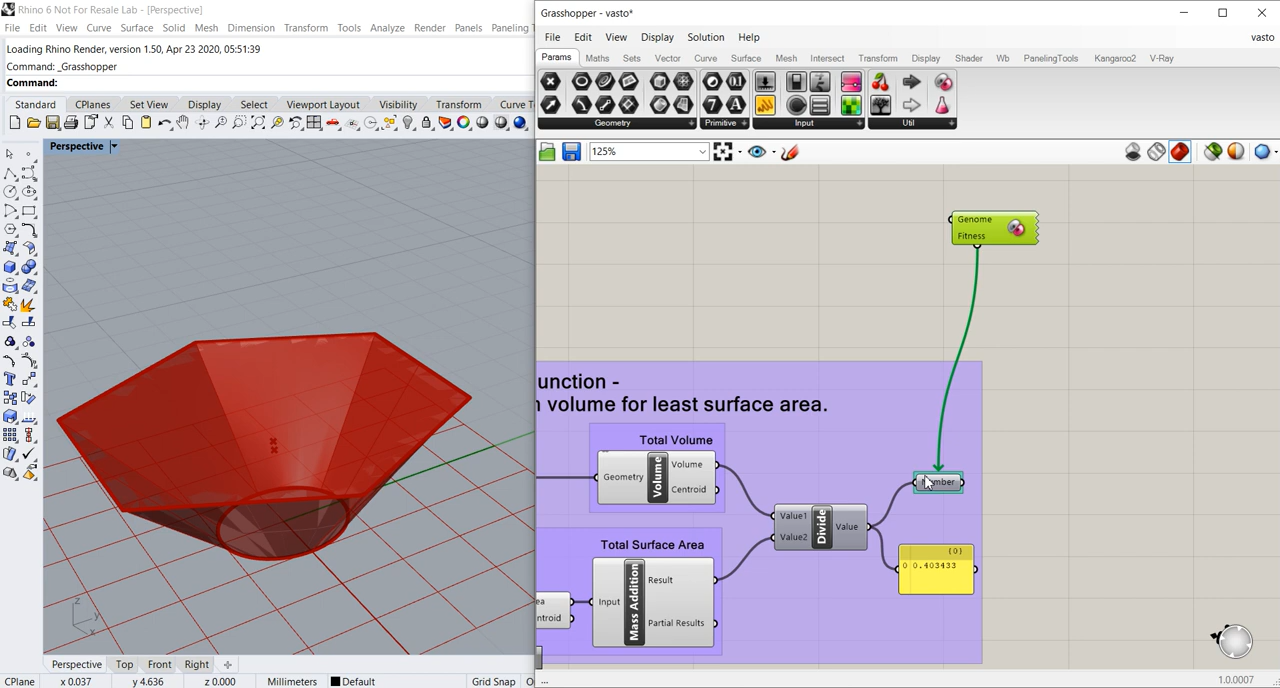 Rhino 6 Not For Resale Lab - [Perspective]
File Edit View Curve Surface Solid Mesh Dimension Transform Tools Analyze Render Panels Paneling
Loading Rhino Render, version 1.50, Apr 23 2020, 05:51:39
Command: _Grasshopper
Command:
Standard CPlanes Set View Display Select Viewport Layout Visibility Transform Curve T
Perspective
z
y
x
Perspective Top Front Right
CPlane x 0.037 y 4.636 z 0.000 Millimeters Default Grid Snap O
Grasshopper - vasto*
File Edit View Display Solution Help vasto
Params Maths Sets Vector Curve Surface Mesh Intersect Transform Display Shader Wb PanelingTools Kangaroo2 V-Ray
Geometry Primitive Input Util
125%
Genome
Fitness
unction -
volume for least surface area.
Total Volume
Geometry Volume Volume
Centroid
Number
Value1 Divide Value
Value2
{0}
0 0.403433
Total Surface Area
ea
ntroid
Input Mass Addition Result
Partial Results
...
1.0.0007